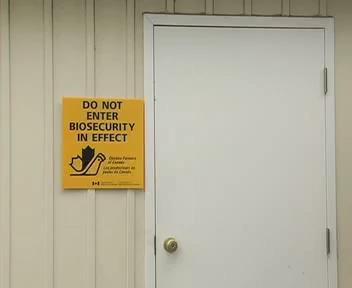 DO NOT
ENTER
BIOSECURITY
IN EFFECT
Chicken Farmers
of Canada
Les producteurs de
poulet du Canada